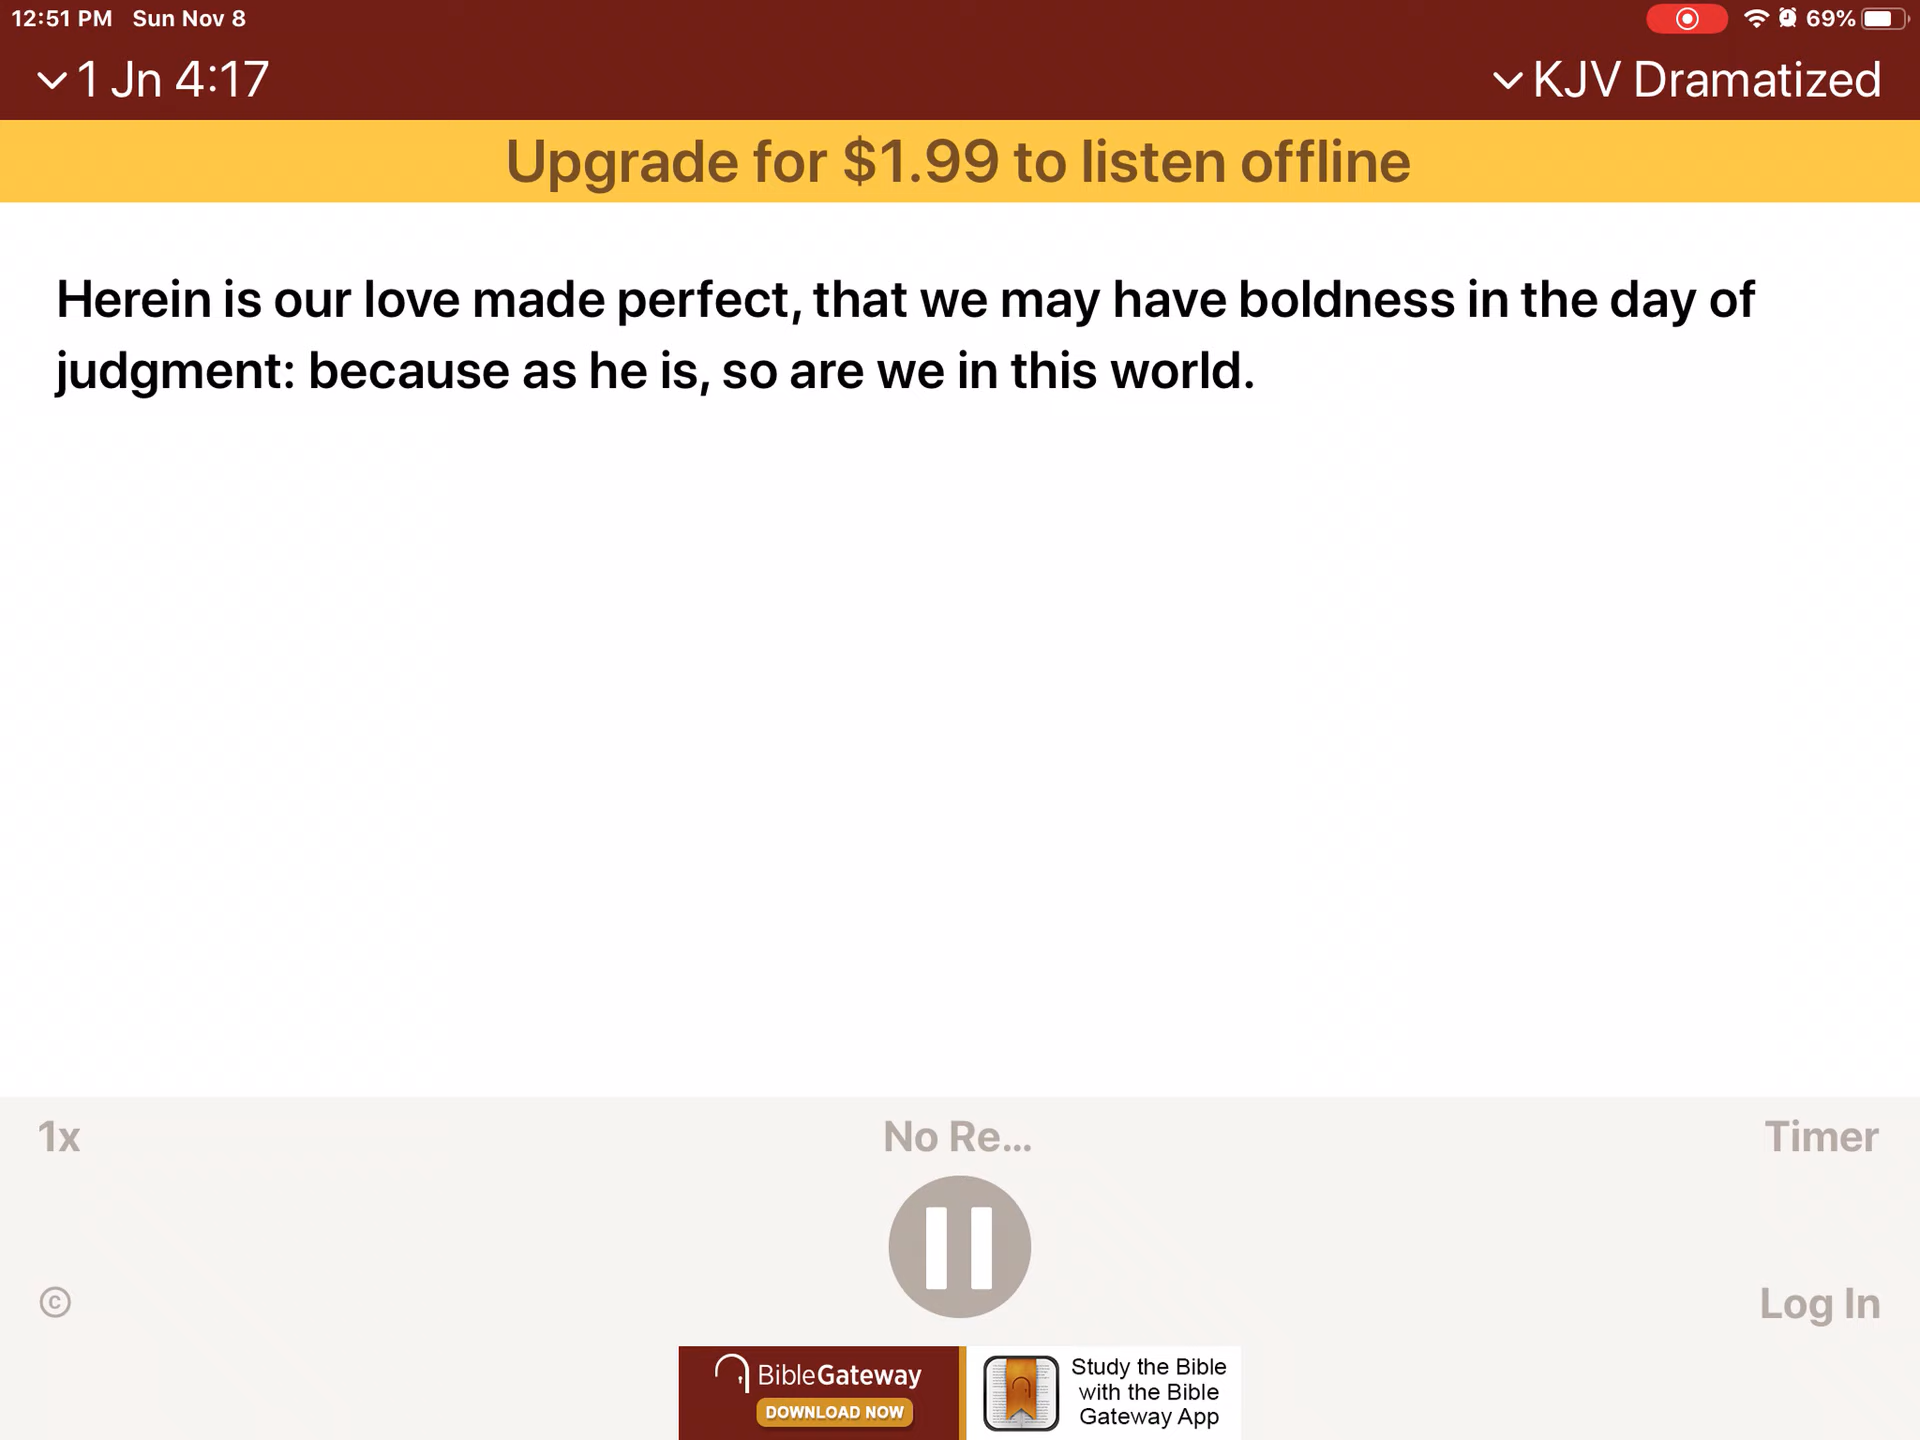 12:51 PM Sun Nov 8
69%
1 Jn 4:17
KJV Dramatized
Upgrade for $1.99 to listen offline
Herein is our love made perfect, that we may have boldness in the day of
judgment: because as he is, so are we in this world.
1x
No Re...
Timer
©
Log In
BibleGateway
DOWNLOAD NOW
Study the Bible
with the Bible
Gateway App